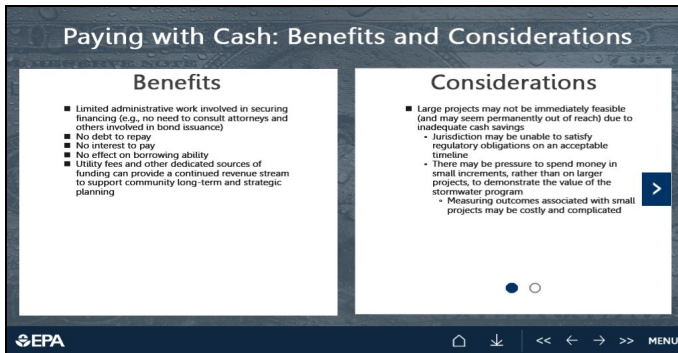 Paying with Cash: Benefits and Considerations
Benefits
■ Limited administrative work involved in securing
financing (e.g., no need to consult attorneys and
others involved in bond issuance)
■ No debt to repay
■ No interest to pay
■ No effect on borrowing ability
■ Utility fees and other dedicated sources of
funding can provide a continued revenue stream
to support community long-term and strategic
planning
Considerations
■ Large projects may not be immediately feasible
(and may seem permanently out of reach) due to
inadequate cash savings
• Jurisdiction may be unable to satisfy
regulatory obligations on an acceptable
timeline
• There may be pressure to spend money in
small increments, rather than on larger
projects, to demonstrate the value of the
stormwater program
• Measuring outcomes associated with small
projects may be costly and complicated
>
EPA
<< ← → >> MENU